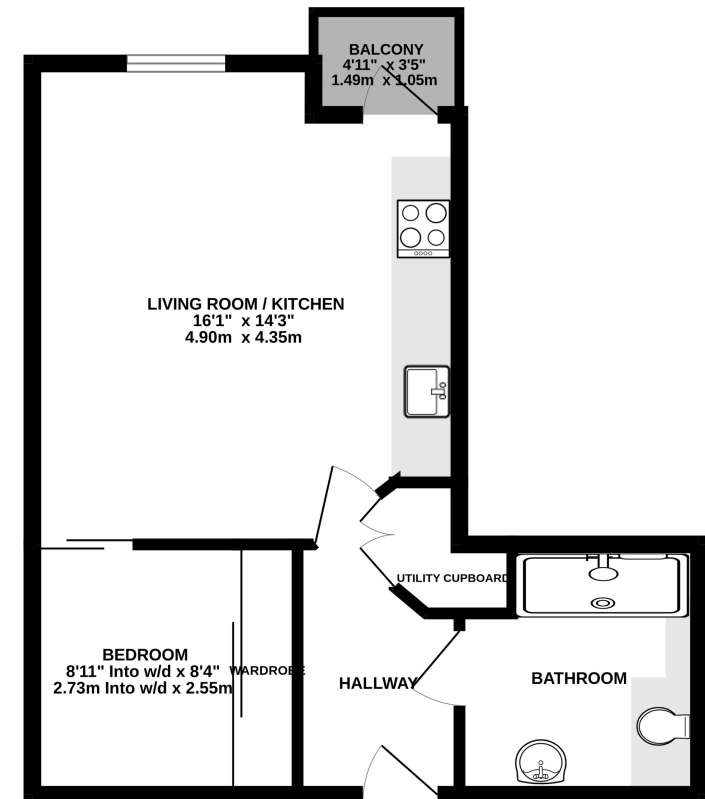 BALCONY
4'11" x 3'5"
1.49m x 1.05m
LIVING ROOM / KITCHEN
16'1" x 14'3"
4.90m x 4.35m
UTILITY CUPBOARD
BEDROOM
8'11" Into w/d x 8'4"
2.73m Into w/d x 2.55m
WARDROBE
HALLWAY
BATHROOM